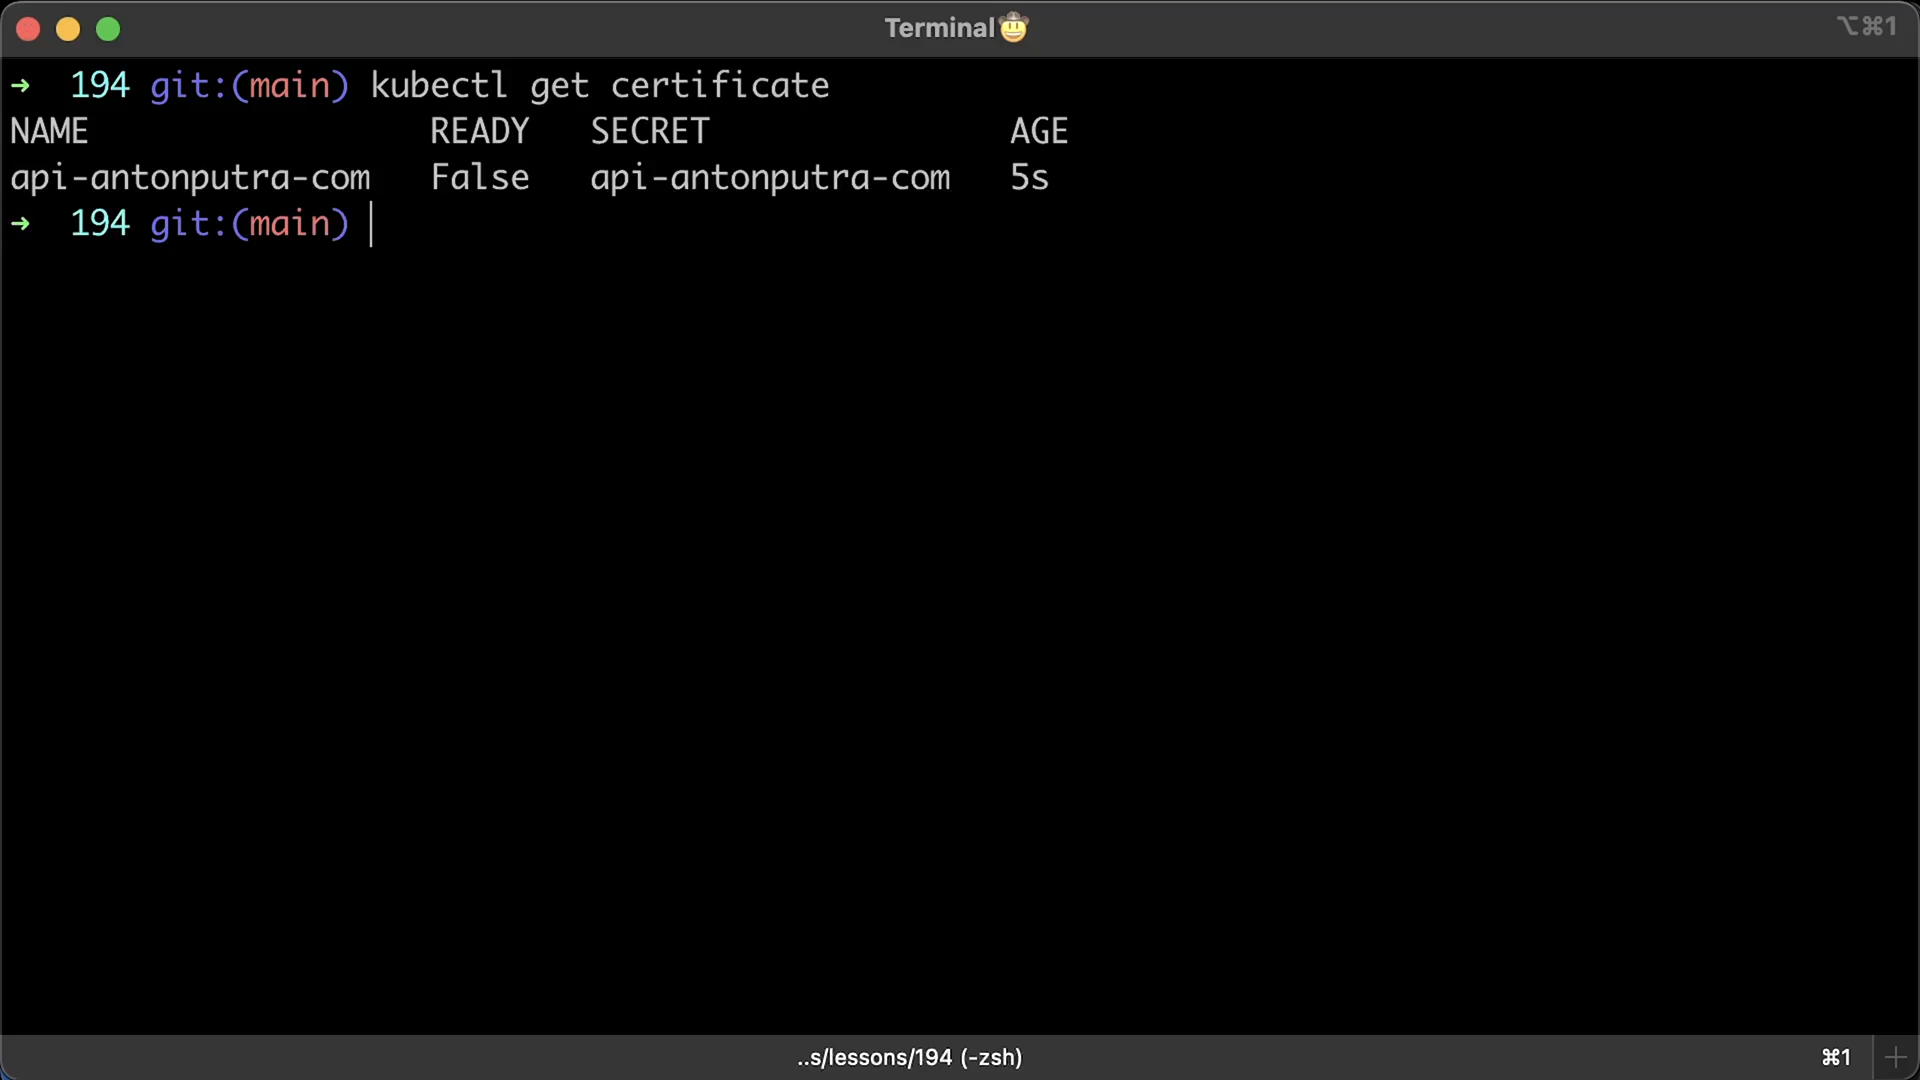 Terminal🤠
⌥⌘1
➜  194 git:(main) kubectl get certificate
NAME                 READY   SECRET               AGE
api-antonputra-com   False   api-antonputra-com   5s
➜  194 git:(main)
..s/lessons/194 (-zsh)
⌘1